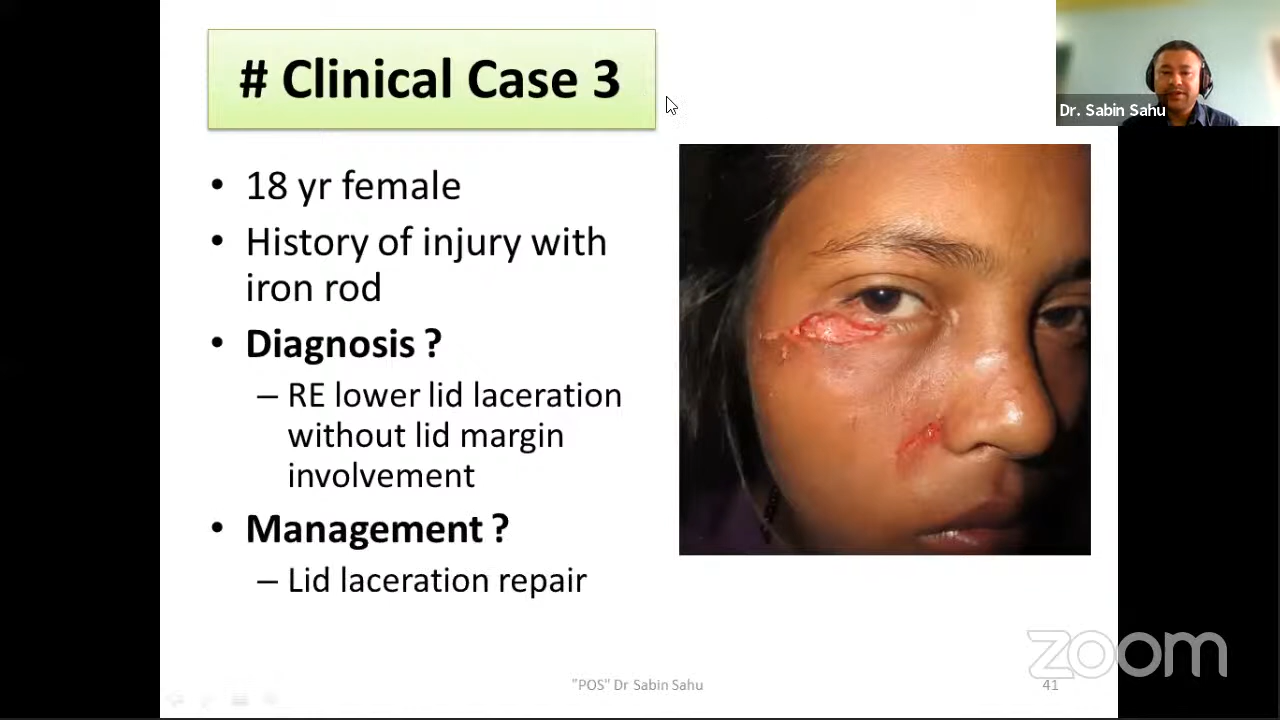 # Clinical Case 3
Dr. Sabin Sahu
• 18 yr female
• History of injury with
iron rod
• Diagnosis ?
– RE lower lid laceration
without lid margin
involvement
• Management ?
– Lid laceration repair
zoom
"POS" Dr Sabin Sahu
41